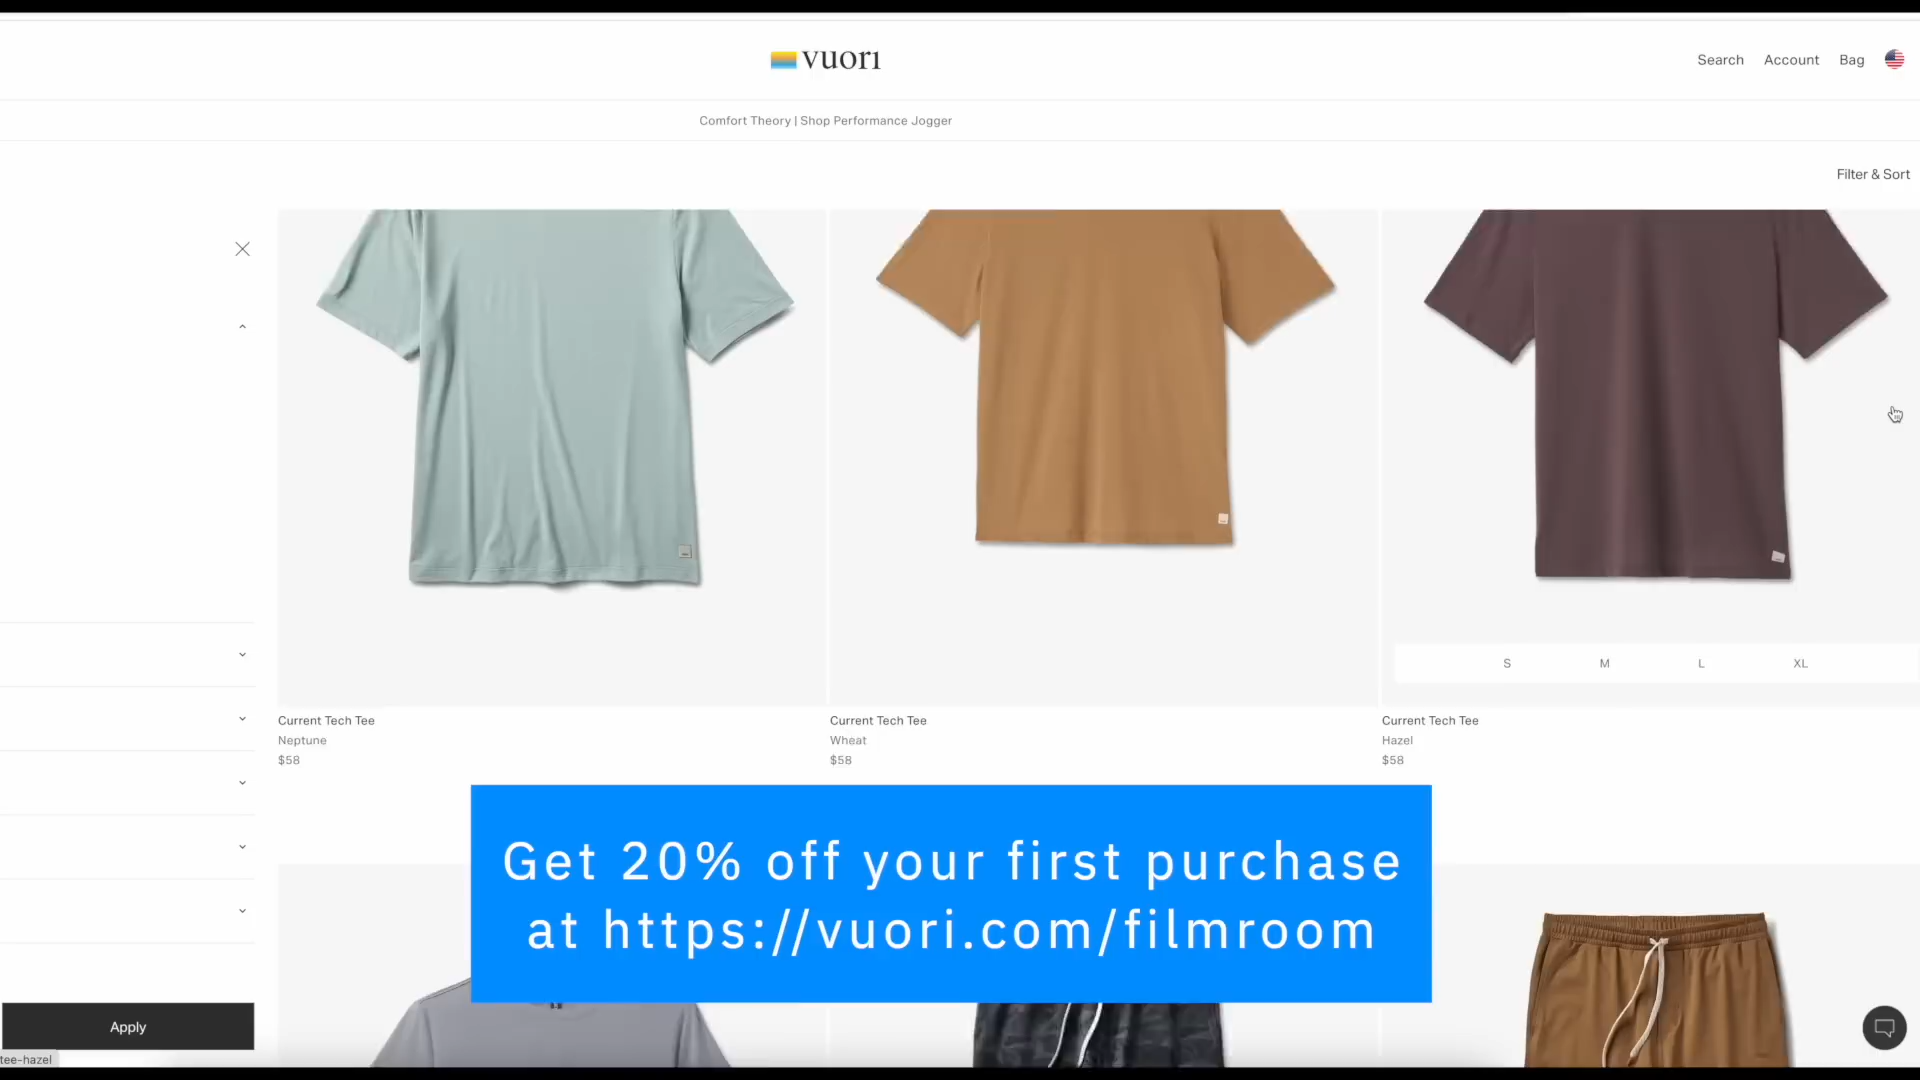 vuori
Search
Account
Bag
Comfort Theory | Shop Performance Jogger
Filter & Sort
S
M
L
XL
Current Tech Tee
Neptune
$58
Current Tech Tee
Wheat
$58
Current Tech Tee
Hazel
$58
Get 20% off your first purchase
at https://vuori.com/filmroom
Apply
tee-hazel